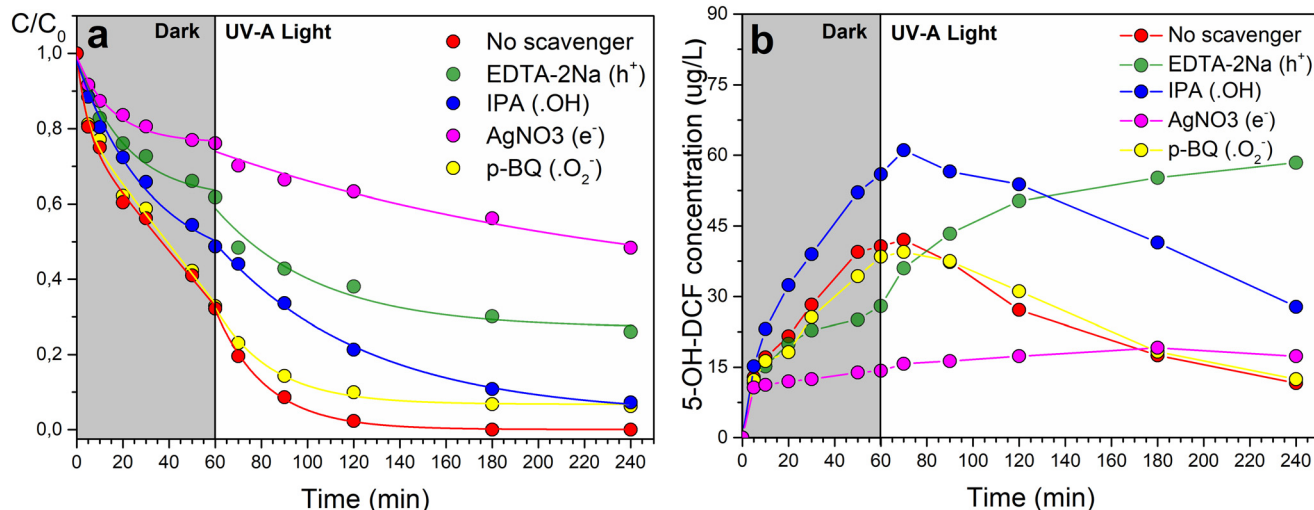 C/C0
a
Dark
UV-A Light
No scavenger
EDTA-2Na (h+)
IPA (.OH)
AgNO3 (e-)
p-BQ (.O2-)
1,0
0,8
0,6
0,4
0,2
0,0
0 20 40 60 80 100 120 140 160 180 200 220 240
Time (min)
b
Dark
UV-A Light
No scavenger
EDTA-2Na (h+)
IPA (.OH)
AgNO3 (e-)
p-BQ (.O2-)
5-OH-DCF concentration (ug/L)
90
75
60
45
30
15
0
0 20 40 60 80 100 120 140 160 180 200 220 240
Time (min)